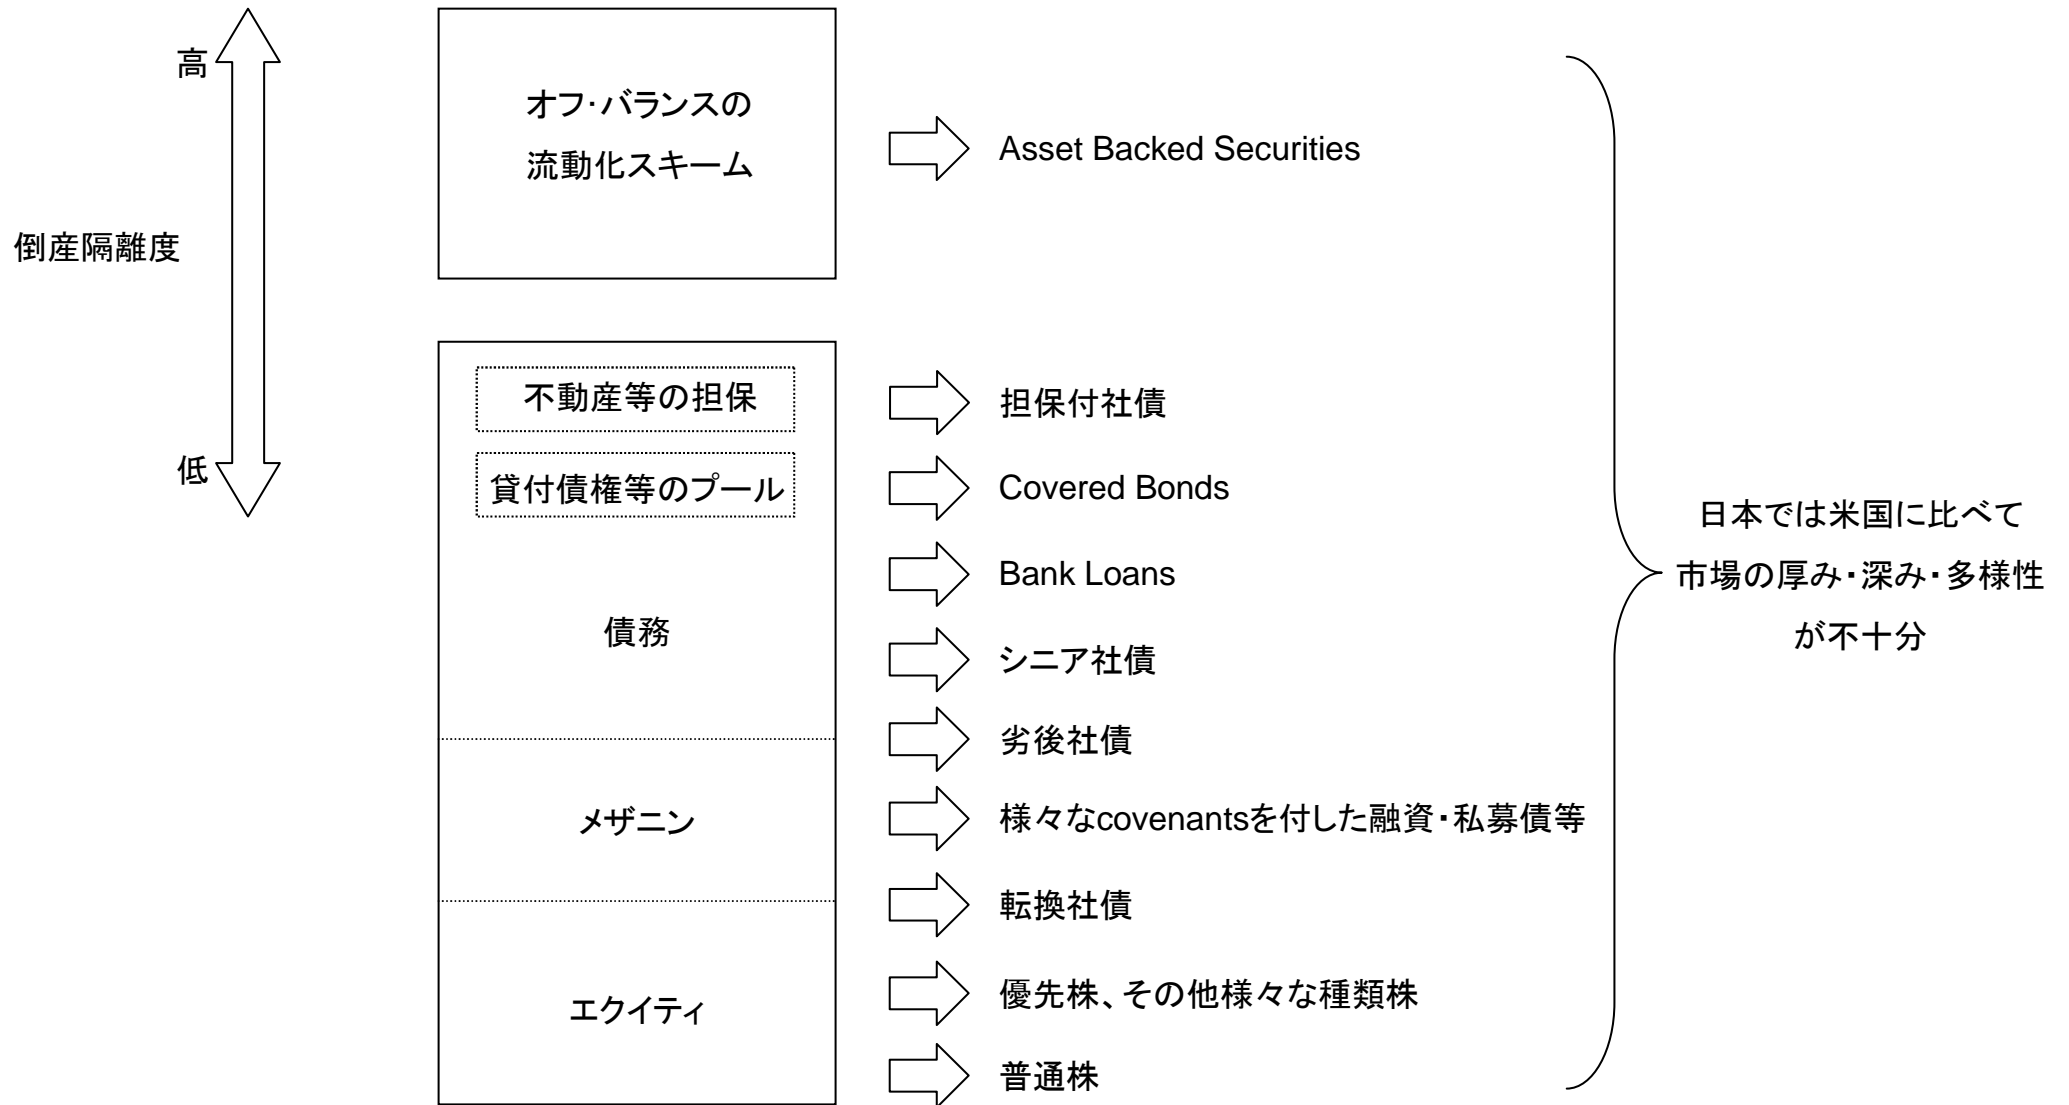 高
倒産隔離度
低
オフ・バランスの
流動化スキーム
Asset Backed Securities
不動産等の担保
担保付社債
貸付債権等のプール
Covered Bonds
Bank Loans
債務
シニア社債
劣後社債
メザニン
様々なcovenantsを付した融資・私募債等
転換社債
エクイティ
優先株、その他様々な種類株
普通株
日本では米国に比べて
市場の厚み・深み・多様性
が不十分